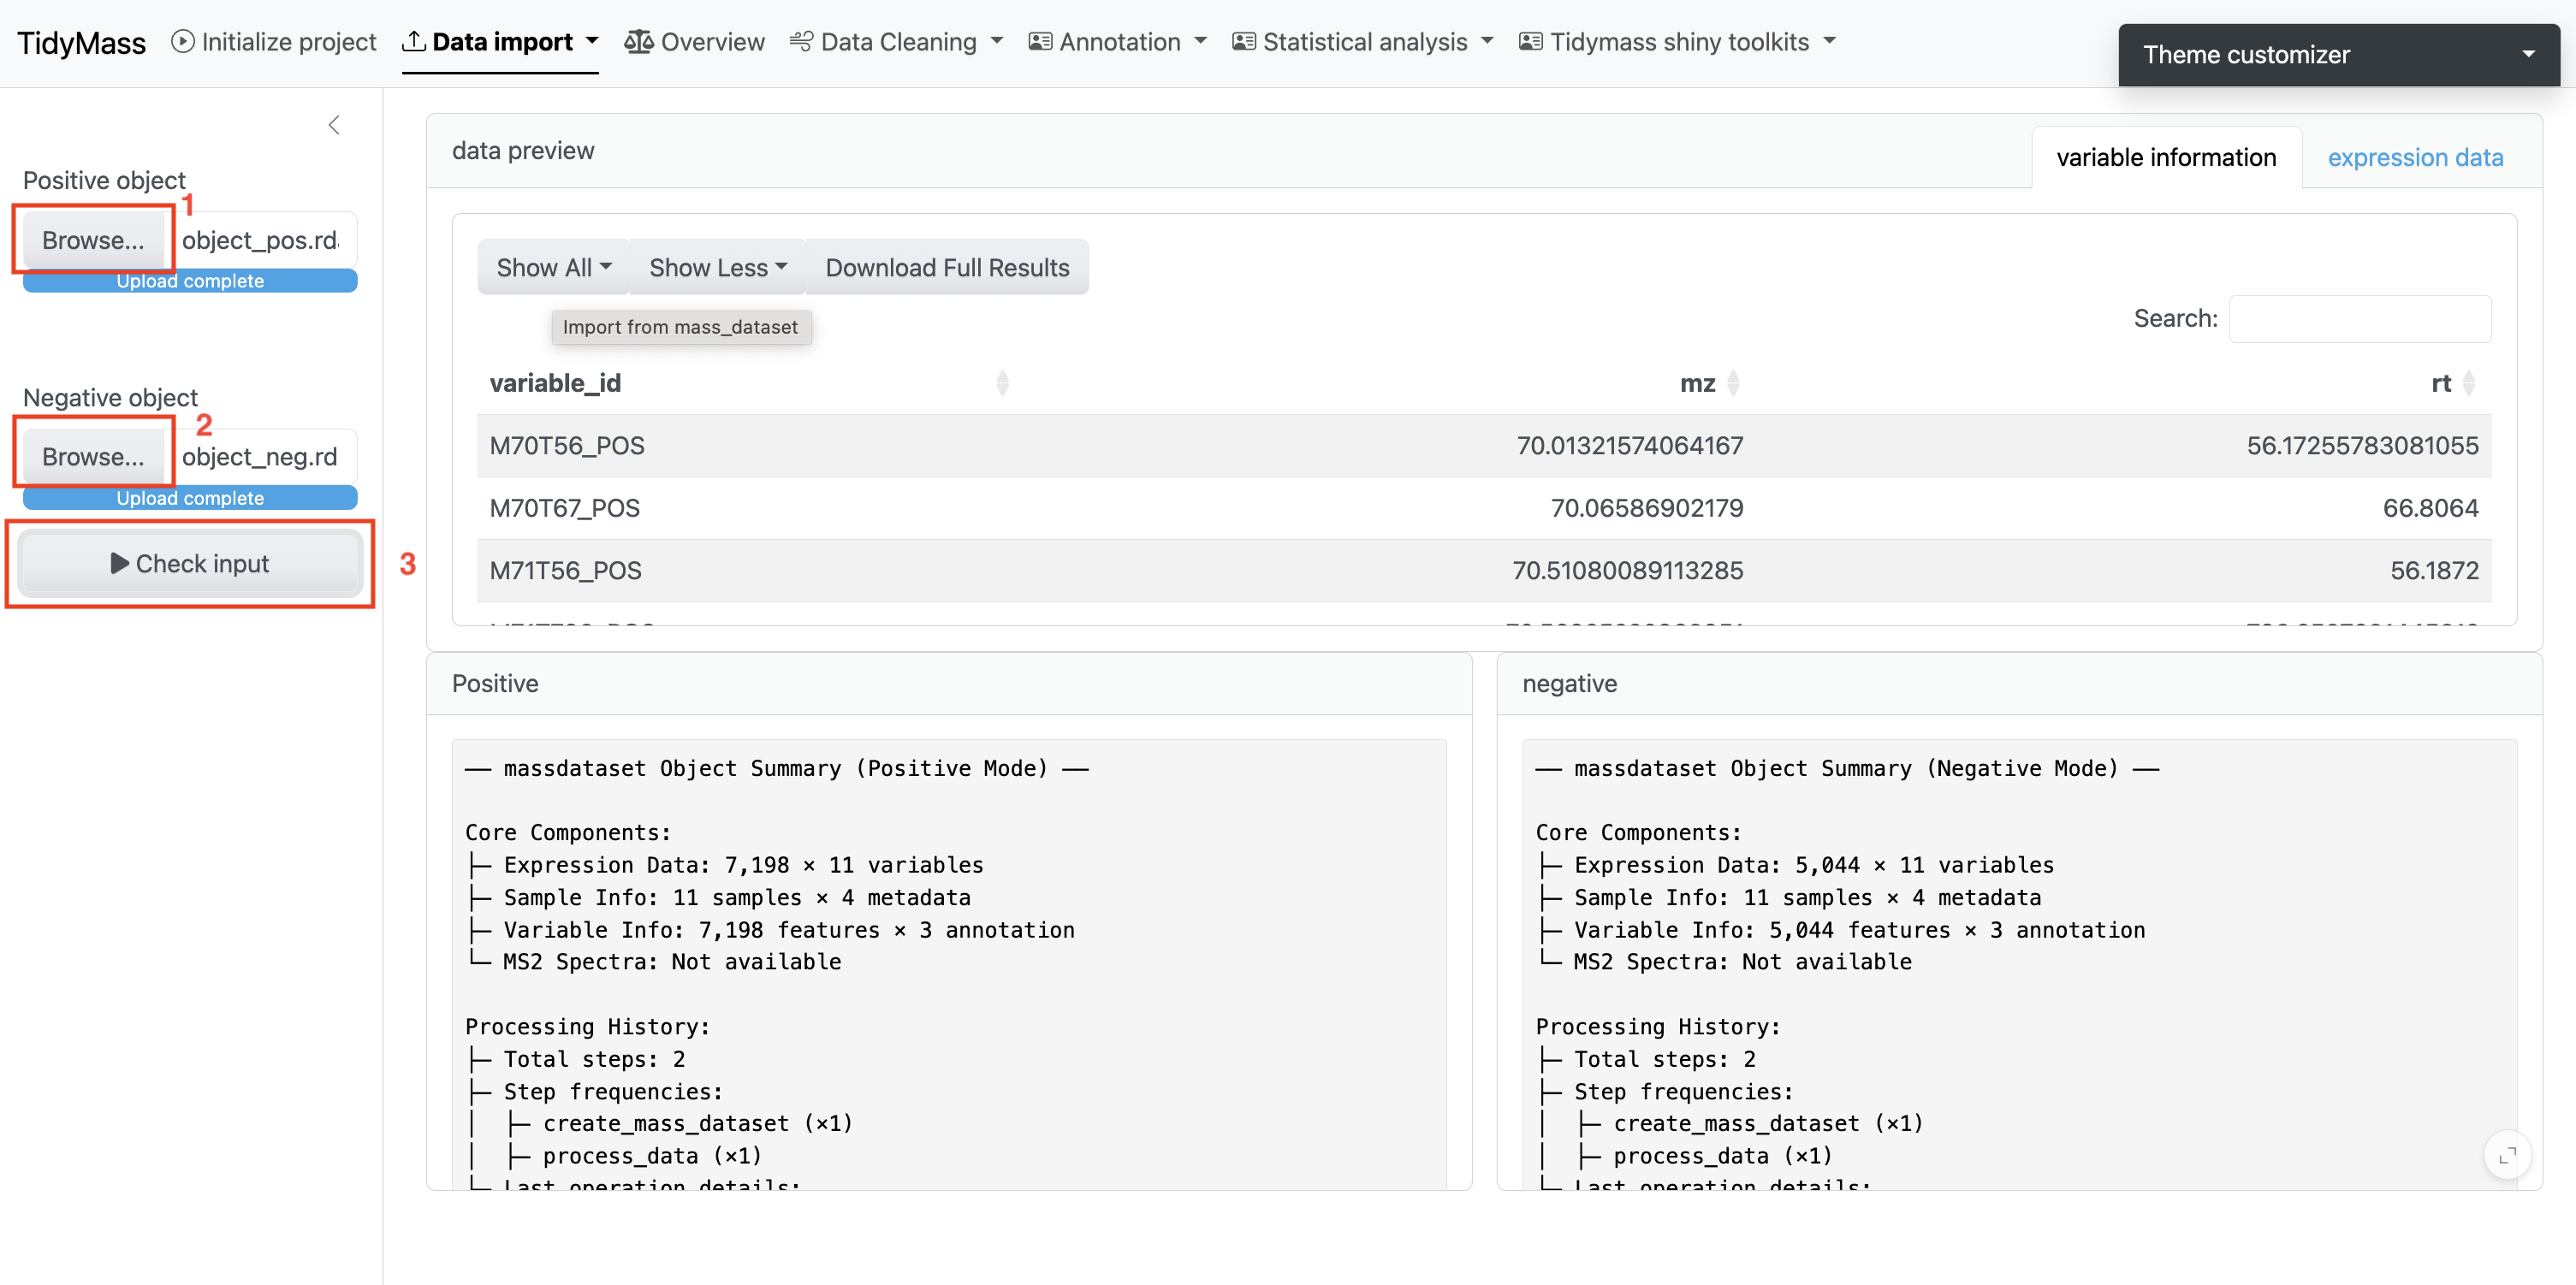 TidyMass Initialize project Data import Overview Data Cleaning Annotation Statistical analysis Tidymass shiny toolkits Theme customizer
Positive object
1
Browse... object_pos.rd
Upload complete
Negative object
2
Browse... object_neg.rd
Upload complete
Check input
3
data preview variable information expression data
Show All Show Less Download Full Results
Import from mass_dataset
Search:
variable_id mz rt
M70T56_POS 70.01321574064167 56.17255783081055
M70T67_POS 70.06586902179 66.8064
M71T56_POS 70.51080089113285 56.1872
Positive
—— massdataset Object Summary (Positive Mode) ——
Core Components:
├─ Expression Data: 7,198 × 11 variables
├─ Sample Info: 11 samples × 4 metadata
├─ Variable Info: 7,198 features × 3 annotation
└─ MS2 Spectra: Not available
Processing History:
├─ Total steps: 2
├─ Step frequencies:
│  ├─ create_mass_dataset (×1)
│  ├─ process_data (×1)
└─ Last operation details:
negative
—— massdataset Object Summary (Negative Mode) ——
Core Components:
├─ Expression Data: 5,044 × 11 variables
├─ Sample Info: 11 samples × 4 metadata
├─ Variable Info: 5,044 features × 3 annotation
└─ MS2 Spectra: Not available
Processing History:
├─ Total steps: 2
├─ Step frequencies:
│  ├─ create_mass_dataset (×1)
│  ├─ process_data (×1)
└─ Last operation details: